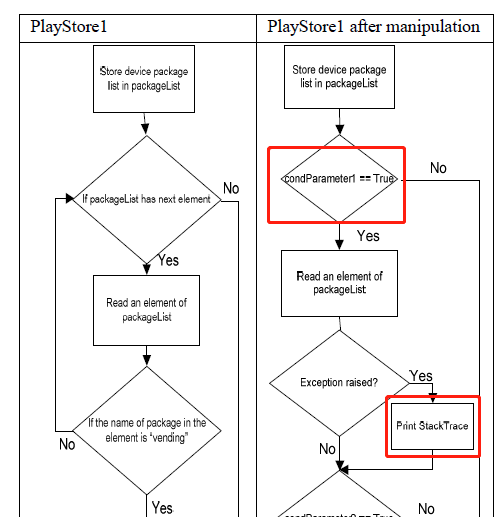 PlayStore1
Store device package
list in packageList
If packageList has next element
No
Yes
Read an element of
packageList
If the name of package in the
element is "vending"
No
Yes
PlayStore1 after manipulation
Store device package
list in packageList
condParameter1 == True
No
Yes
Read an element of
packageList
Exception raised?
Yes
Print StackTrace
No
No